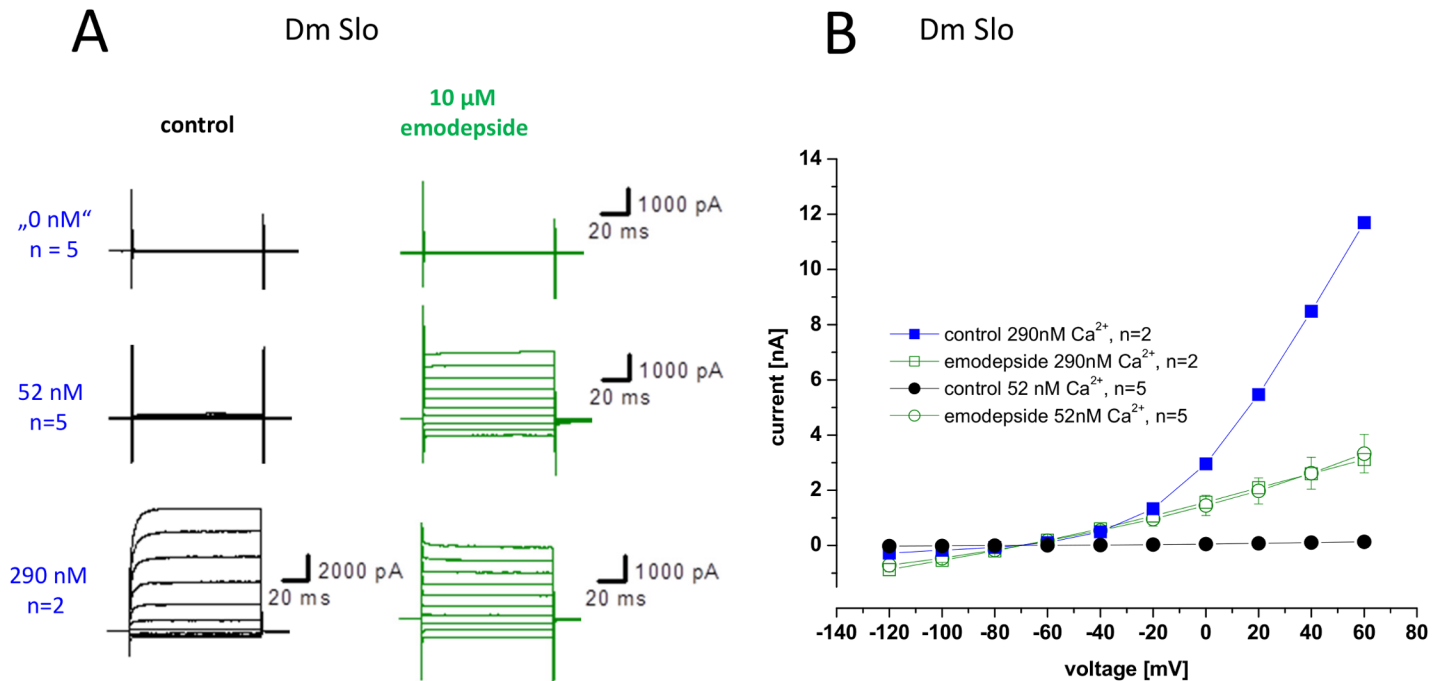 A Dm Slo
control
10 µM
emodepside
„0 nM“
n = 5
1000 pA
20 ms
52 nM
n=5
1000 pA
20 ms
290 nM
n=2
2000 pA
20 ms
1000 pA
20 ms
B Dm Slo
14
12
10
8
6
4
2
0
current [nA]
control 290nM Ca²⁺, n=2
emodepside 290nM Ca²⁺, n=2
control 52 nM Ca²⁺, n=5
emodepside 52nM Ca²⁺, n=5
-140 -120 -100 -80 -60 -40 -20 0 20 40 60 80
voltage [mV]